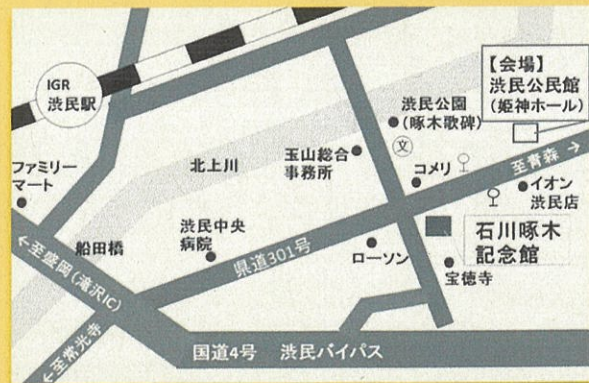 IGR
渋民駅
【会場】
渋民公民館
(姫神ホール)
渋民公園
(啄木歌碑)
文
玉山総合
事務所
コメリ
至青森→
イオン
渋民店
ファミリー
マート
北上川
船田橋
渋民中央
病院
県道301号
ローソン
石川啄木
記念館
宝徳寺
←至盛岡(滝沢IC)
←至常光寺
国道4号 渋民バイパス